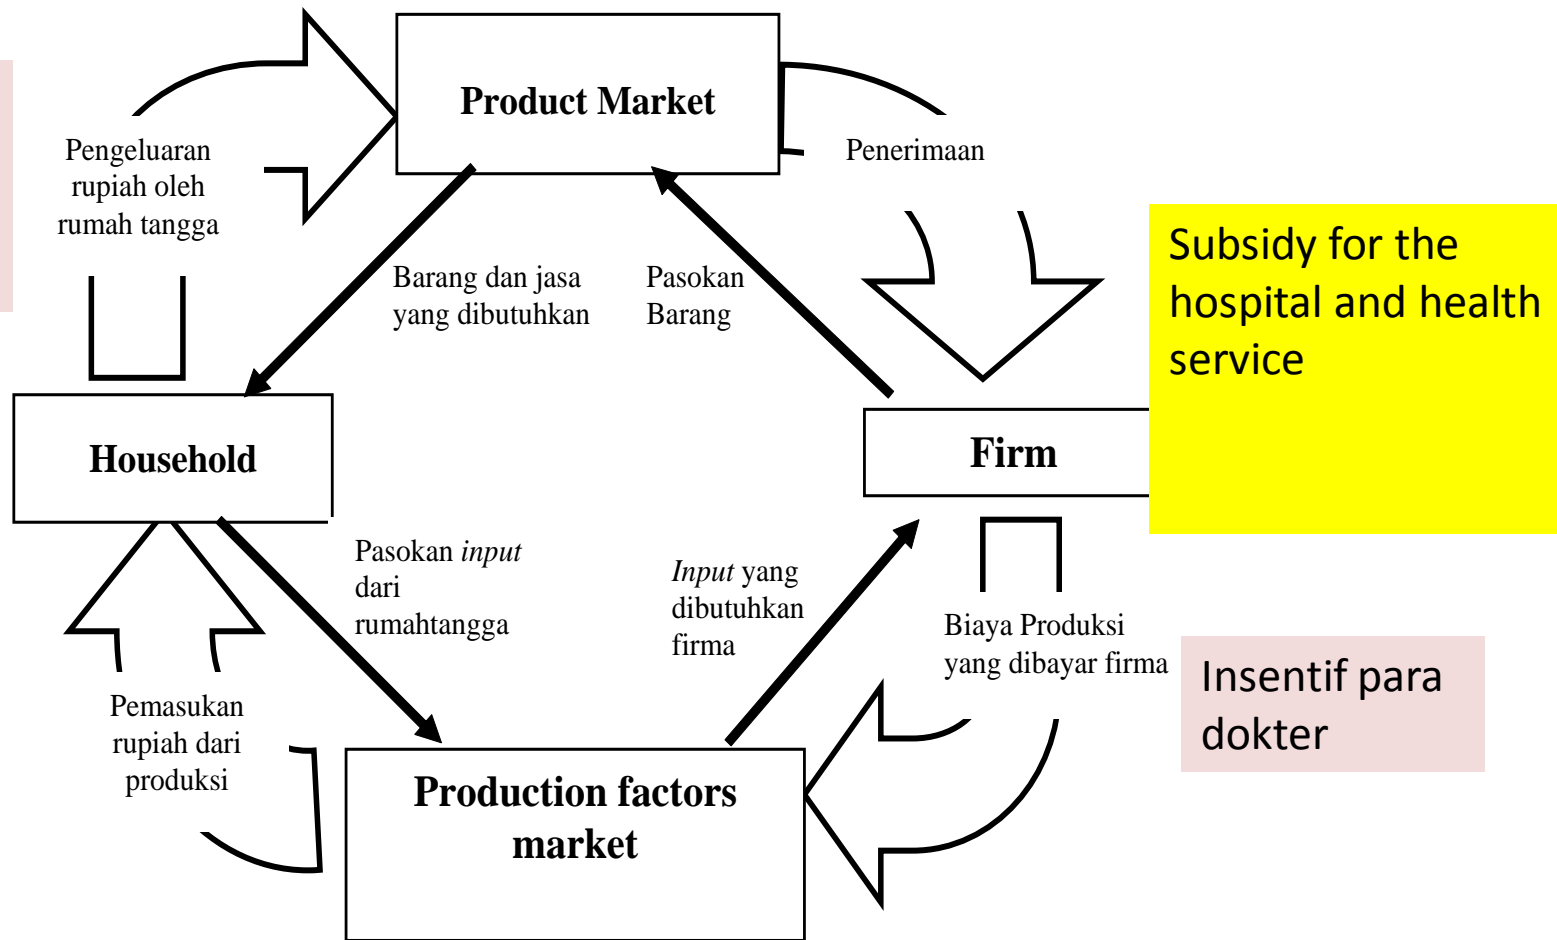 Product Market
Pengeluaran
rupiah oleh
rumah tangga
Penerimaan
Barang dan jasa
yang dibutuhkan
Pasokan
Barang
Subsidy for the
hospital and health
service
Household
Firm
Pasokan input
dari
rumahtangga
Input yang
dibutuhkan
firma
Biaya Produksi
yang dibayar firma
Insentif para
dokter
Pemasukan
rupiah dari
produksi
Production factors
market